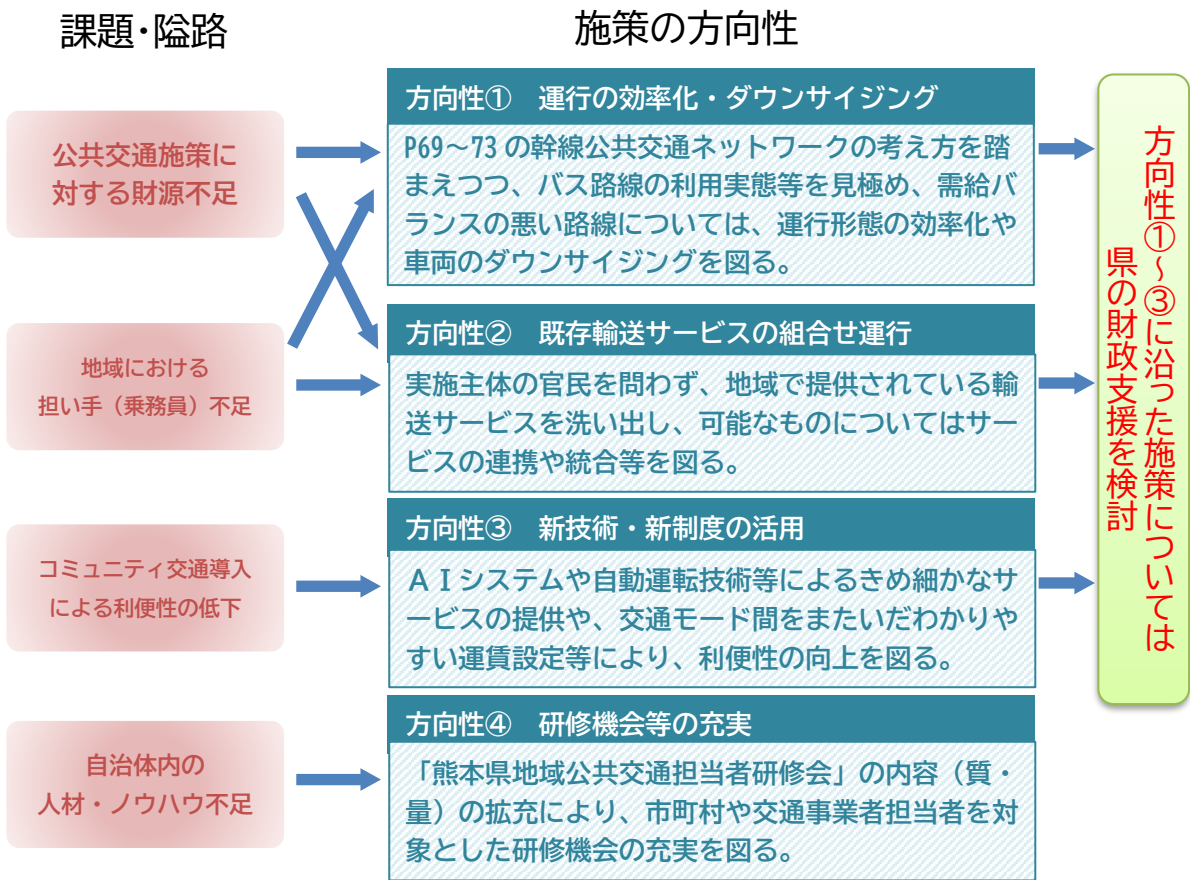 課題・隘路
施策の方向性
公共交通施策に
対する財源不足
地域における
担い手（乗務員）不足
コミュニティ交通導入
による利便性の低下
自治体内の
人材・ノウハウ不足
方向性①　運行の効率化・ダウンサイジング
P69～73 の幹線公共交通ネットワークの考え方を踏
まえつつ、バス路線の利用実態等を見極め、需給バ
ランスの悪い路線については、運行形態の効率化や
車両のダウンサイジングを図る。
方向性②　既存輸送サービスの組合せ運行
実施主体の官民を問わず、地域で提供されている輸
送サービスを洗い出し、可能なものについてはサー
ビスの連携や統合等を図る。
方向性③　新技術・新制度の活用
ＡＩシステムや自動運転技術等によるきめ細かなサ
ービスの提供や、交通モード間をまたいだわかりや
すい運賃設定等により、利便性の向上を図る。
方向性④　研修機会等の充実
「熊本県地域公共交通担当者研修会」の内容（質・
量）の拡充により、市町村や交通事業者担当者を対
象とした研修機会の充実を図る。
方向性①～③に沿った施策については
県の財政支援を検討